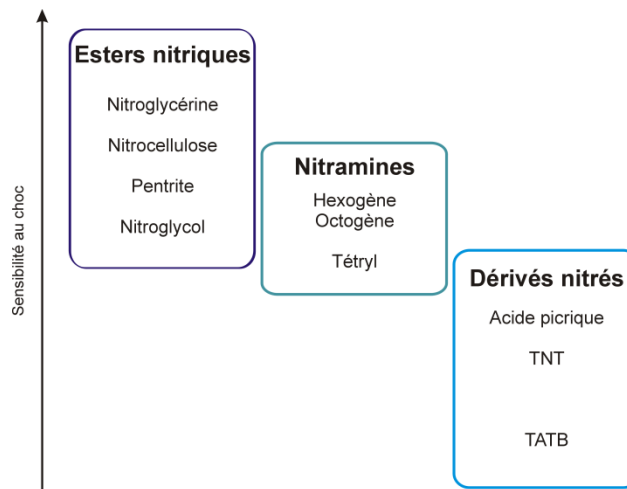 Sensibilité au choc
Esters nitriques
Nitroglycérine
Nitrocellulose
Pentrite
Nitroglycol
Nitramines
Hexogène
Octogène
Tétryl
Dérivés nitrés
Acide picrique
TNT
TATB